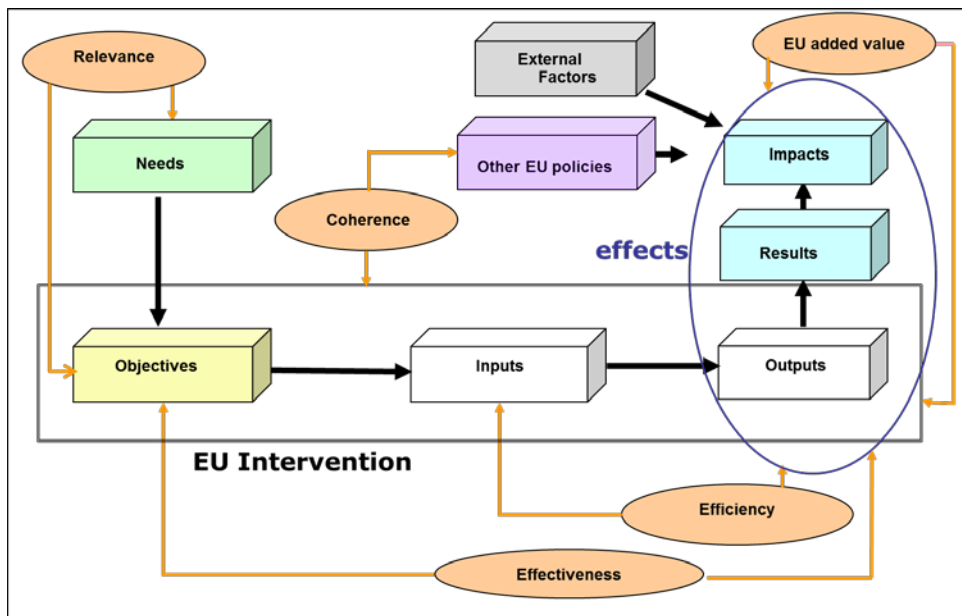 Relevance
External
Factors
EU added value
Needs
Other EU policies
Impacts
Coherence
effects
Results
Objectives
Inputs
Outputs
EU Intervention
Efficiency
Effectiveness